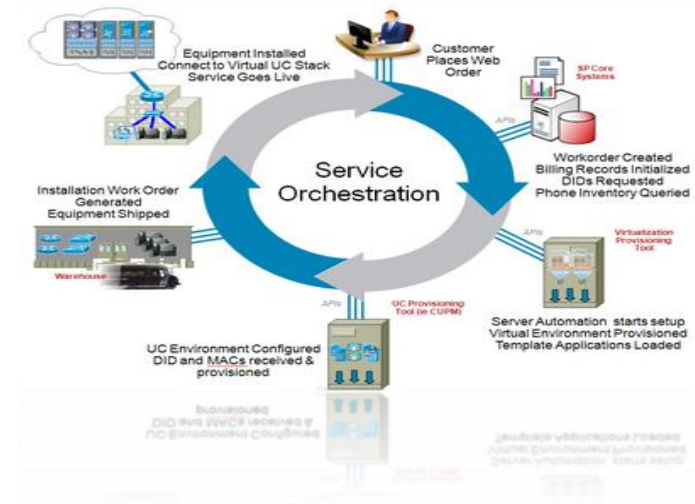 Equipment Installed
Connect to Virtual UC Stack
Service Goes Live
Customer
Places Web
Order
SP Core
Systems
APIs
Workorder Created
Billing Records Initialized
DIDs Requested
Phone Inventory Queried
Service
Orchestration
Installation Work Order
Generated
Equipment Shipped
Warehouse
APIs
Virtualization
Provisioning
Tool
Server Automation starts setup
Virtual Environment Provisioned
Template Applications Loaded
APIs
UC Provisioning
Tool (ie CUPM)
UC Environment Configured
DID and MACs received &
provisioned